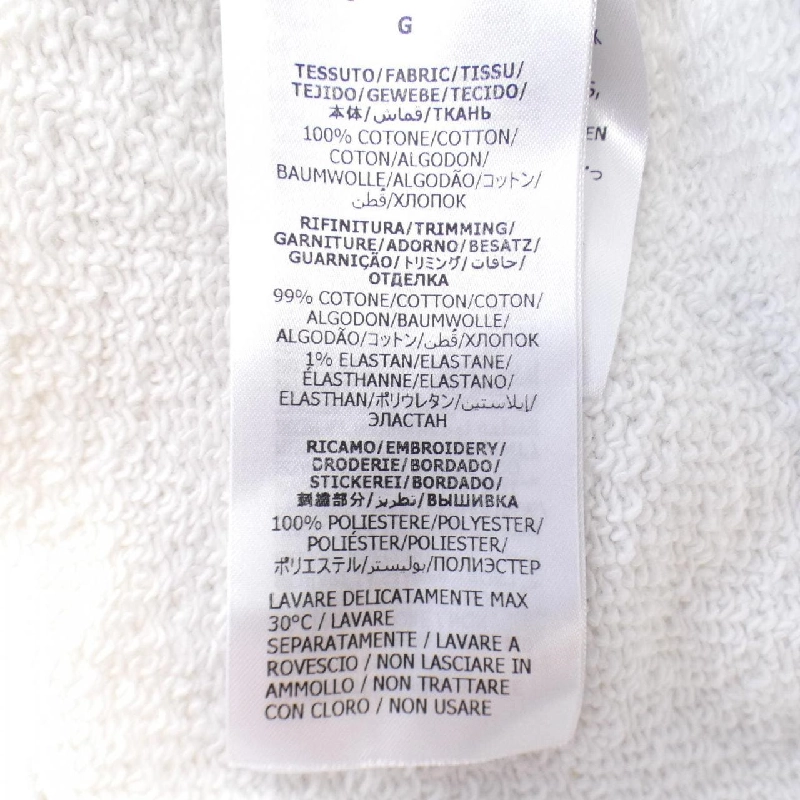 G
TESSUTO/FABRIC/TISSU/
TEJIDO/GEWEBE/TECIDO/
本体/قماش/ТКАНЬ
100% COTONE/COTTON/
COTON/ALGODON/
BAUMWOLLE/ALGODÃO/コットン/
قُطن/ХЛОПОК
RIFINITURA/TRIMMING/
GARNITURE/ADORNO/BESATZ/
GUARNIÇÃO/トリミング/حافات/
ОТДЕЛКА
99% COTONE/COTTON/COTON/
ALGODON/BAUMWOLLE/
ALGODÃO/コットン/قُطن/ХЛОПОК
1% ELASTAN/ELASTANE/
ÉLASTHANNE/ELASTANO/
ELASTHAN/ポリウレタン/إيلاستين/
ЭЛАСТАН
RICAMO/EMBROIDERY/
BRODERIE/BORDADO/
STICKEREI/BORDADO/
刺繍部分/تطريز/ВЫШИВКА
100% POLIESTERE/POLYESTER/
POLIÉSTER/POLIESTER/
ポリエステル/بوليستر/ПОЛИЭСТЕР
LAVARE DELICATAMENTE MAX
30°C / LAVARE
SEPARATAMENTE / LAVARE A
ROVESCIO / NON LASCIARE IN
AMMOLLO / NON TRATTARE
CON CLORO / NON USARE
K
S,
EN
っ